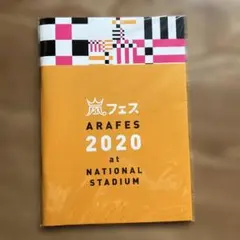 嵐フェス
ARAFES
2020
at
NATIONAL
STADIUM